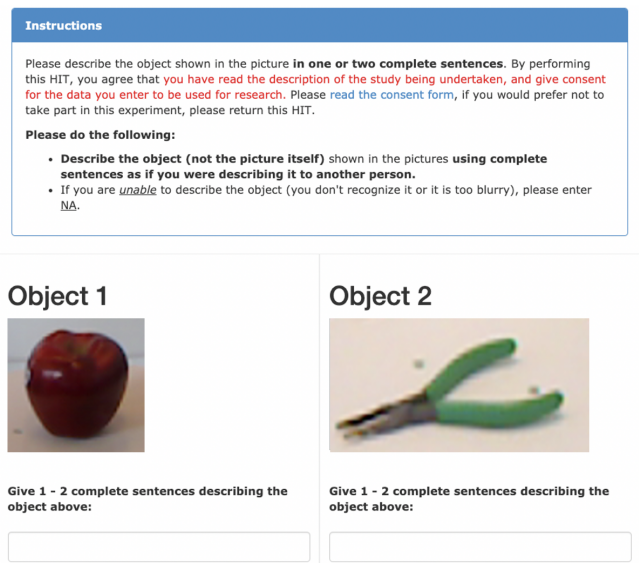 Instructions
Please describe the object shown in the picture in one or two complete sentences. By performing
this HIT, you agree that you have read the description of the study being undertaken, and give consent
for the data you enter to be used for research. Please read the consent form, if you would prefer not to
take part in this experiment, please return this HIT.
Please do the following:
• Describe the object (not the picture itself) shown in the pictures using complete
sentences as if you were describing it to another person.
• If you are unable to describe the object (you don't recognize it or it is too blurry), please enter
NA.
Object 1
Object 2
Give 1 - 2 complete sentences describing the
object above:
Give 1 - 2 complete sentences describing the
object above: